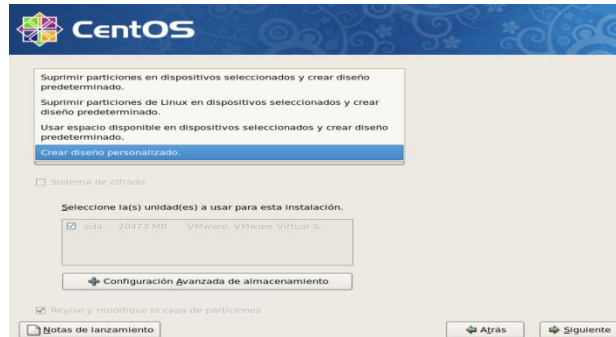 CentOS
Suprimir particiones en dispositivos seleccionados y crear diseño
predeterminado.
Suprimir particiones de Linux en dispositivos seleccionados y crear
diseño predeterminado.
Usar espacio disponible en dispositivos seleccionados y crear diseño
predeterminado.
Crear diseño personalizado.
Sistema de cifrado
Seleccione la(s) unidad(es) a usar para esta instalación.
sda 20473 MB VMware, VMware Virtual S
Configuración Avanzada de almacenamiento
Revise y modifique la capa de particiones
Notas de lanzamiento
Atrás
Siguiente